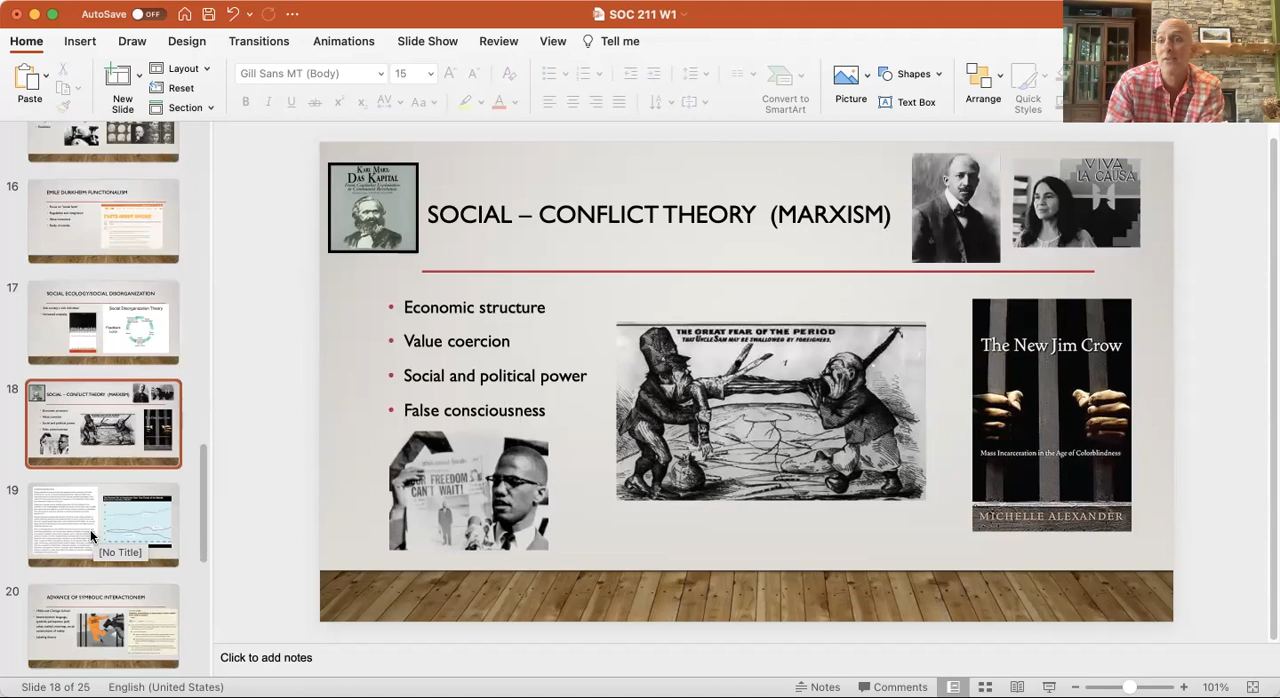 AutoSave OFF
SOC 211 W1
Home Insert Draw Design Transitions Animations Slide Show Review View Tell me
Paste
New
Slide
Layout
Reset
Section
Gill Sans MT (Body) 15
Convert to
SmartArt
Picture
Shapes
Text Box
Arrange
Quick
Styles
16
EMILE DURKHEIM FUNCTIONALISM
17
SOCIAL ECOLOGY/SOCIAL DISORGANIZATION
Social Disorganization Theory
18
SOCIAL – CONFLICT THEORY (MARXISM)
19
[No Title]
20
ADVANCE OF SYMBOLIC INTERACTIONISM
KARL MARX
DAS KAPITAL
SOCIAL – CONFLICT THEORY (MARXISM)
VIVA
LA CAUSA
• Economic structure
• Value coercion
• Social and political power
• False consciousness
THE GREAT FEAR OF THE PERIOD
THAT UNCLE SAM MAY BE SWALLOWED BY FOREIGNERS.
The New Jim Crow
Mass Incarceration in the Age of Colorblindness
MICHELLE ALEXANDER
OUR FREEDOM
CAN'T WAIT!
Click to add notes
Slide 18 of 25 English (United States) Notes Comments 101%